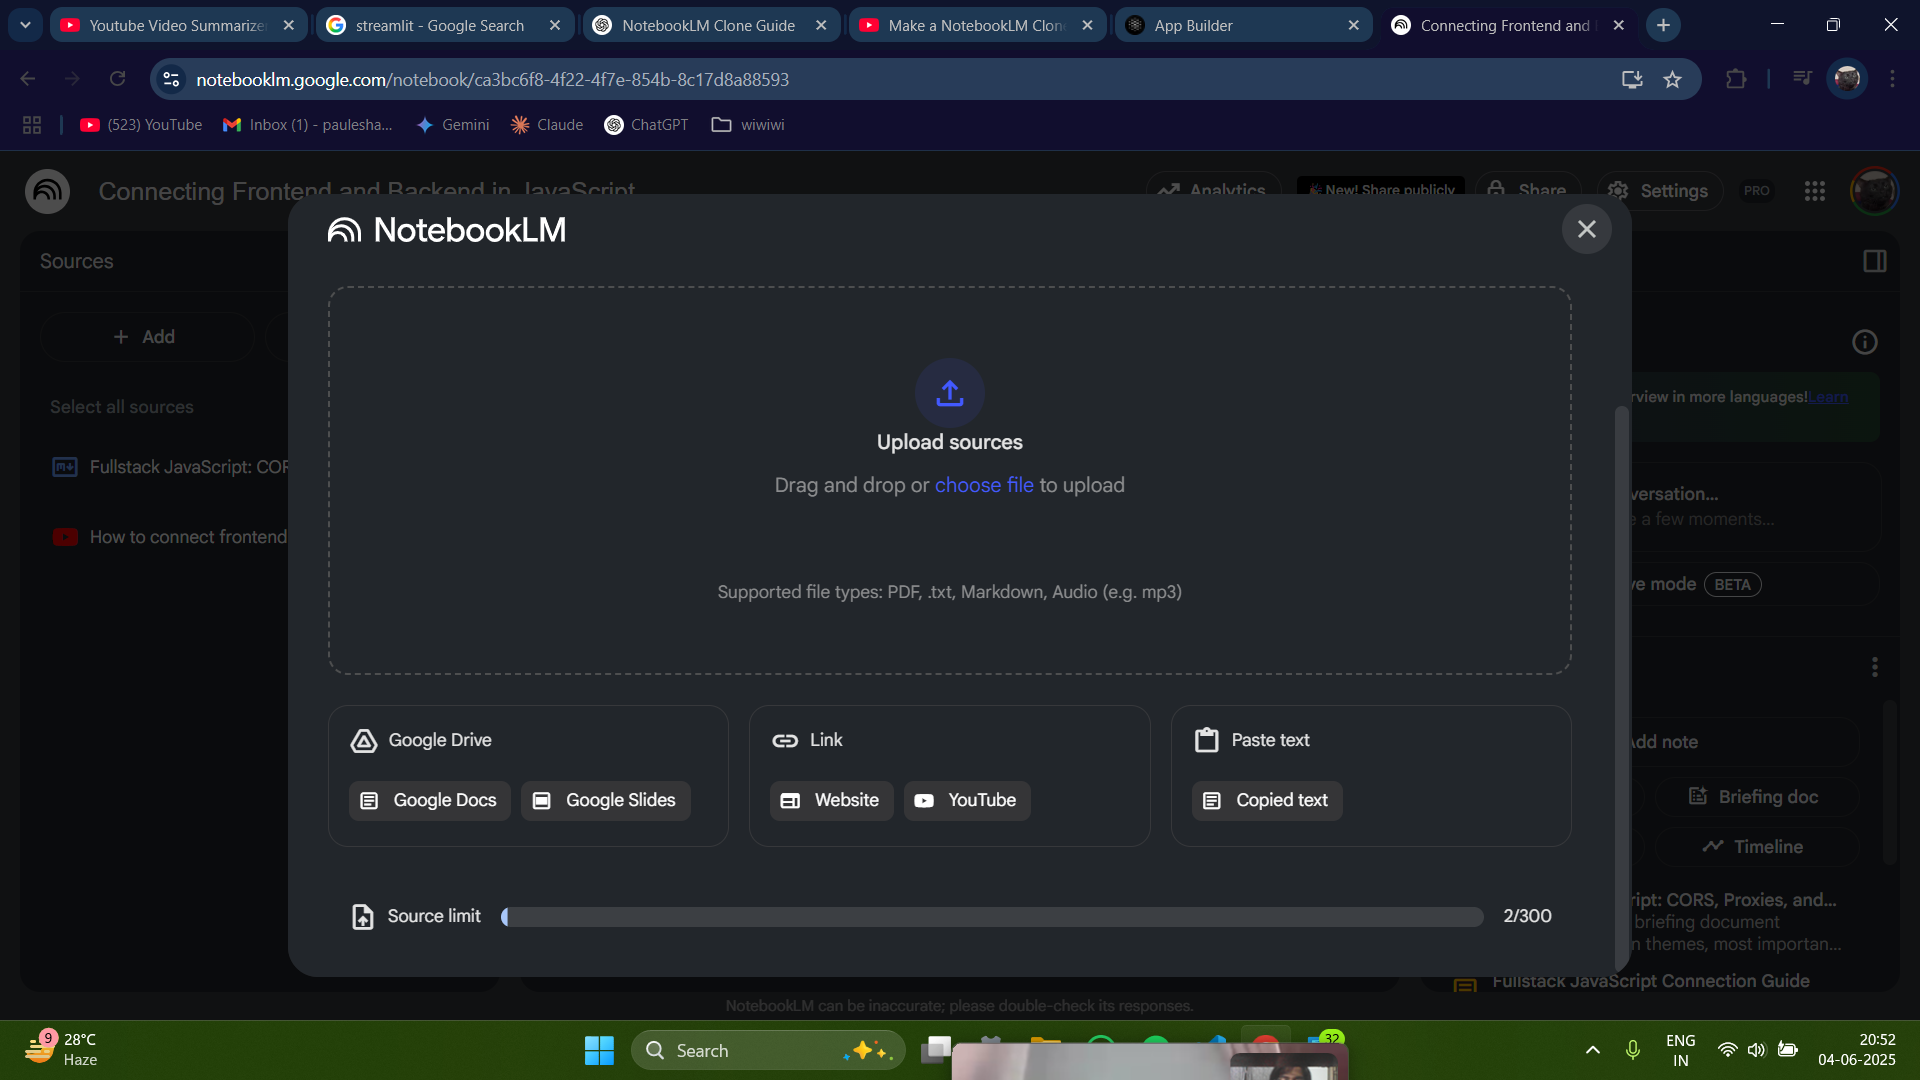 Youtube Video Summarize
streamlit - Google Search
NotebookLM Clone Guide
Make a NotebookLM Clon
App Builder
Connecting Frontend and
notebooklm.google.com/notebook/ca3bc6f8-4f22-4f7e-854b-8c17d8a88593
(523) YouTube
Inbox (1) - paulesha...
Gemini
Claude
ChatGPT
wiwiwi
Connecting Frontend and Backend in JavaScript
Analytics
New! Share publicly
Share
Settings
PRO
NotebookLM
Sources
+ Add
Select all sources
Fullstack JavaScript: COR
How to connect frontend
Upload sources
Drag and drop or choose file to upload
Supported file types: PDF, .txt, Markdown, Audio (e.g. mp3)
Google Drive
Google Docs
Google Slides
Link
Website
YouTube
Paste text
Copied text
Source limit
2/300
rview in more languages!Learn
versation...
e a few moments...
ve mode
BETA
Add note
Briefing doc
Timeline
ript: CORS, Proxies, and...
briefing document
n themes, most importan...
Fullstack JavaScript Connection Guide
NotebookLM can be inaccurate; please double-check its responses.
9
28°C
Haze
Search
32
ENG
IN
20:52
04-06-2025